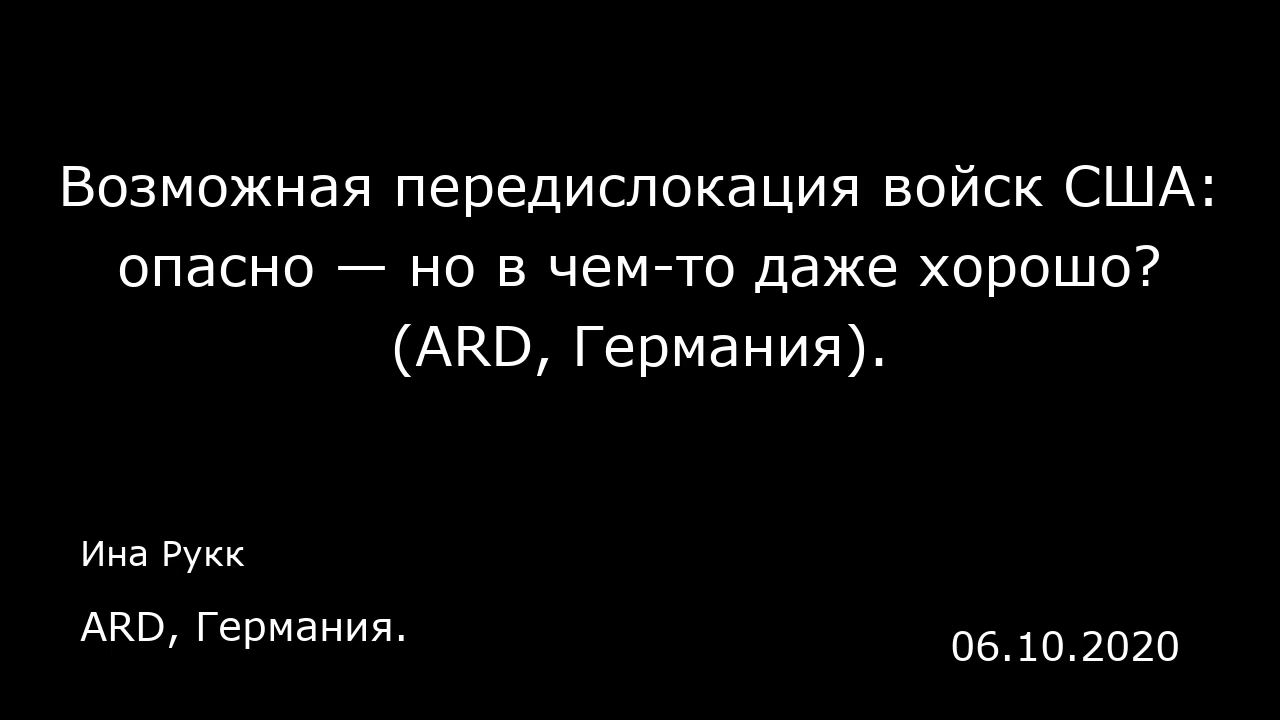 Возможная передислокация войск США:
опасно — но в чем-то даже хорошо?
(ARD, Германия).
Ина Рукк
ARD, Германия.
06.10.2020